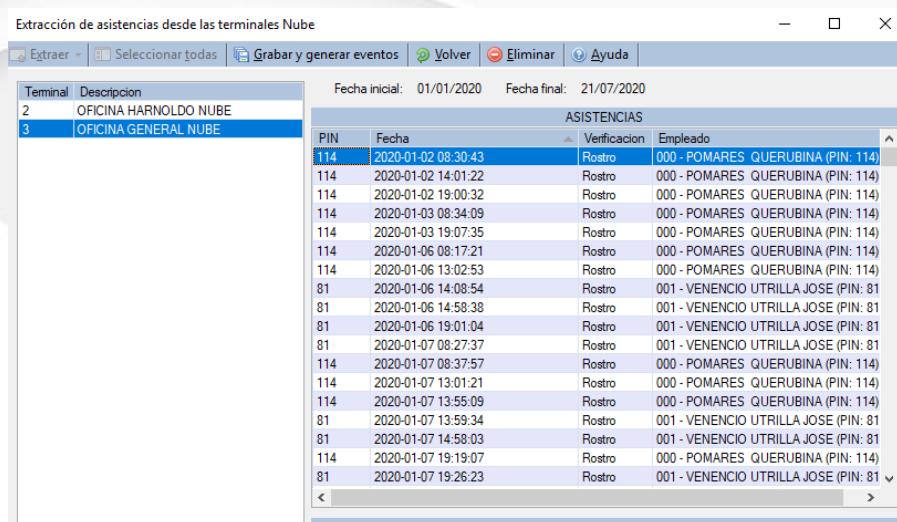 Extracción de asistencias desde las terminales Nube
Extraer Seleccionar todas Grabar y generar eventos Volver Eliminar Ayuda
Terminal Descripcion
2 OFICINA HARNOLDO NUBE
3 OFICINA GENERAL NUBE
Fecha inicial: 01/01/2020 Fecha final: 21/07/2020
ASISTENCIAS
PIN Fecha Verificacion Empleado
114 2020-01-02 08:30:43 Rostro 000 - POMARES QUERUBINA (PIN: 114)
114 2020-01-02 14:01:22 Rostro 000 - POMARES QUERUBINA (PIN: 114)
114 2020-01-02 19:00:32 Rostro 000 - POMARES QUERUBINA (PIN: 114)
114 2020-01-03 08:34:09 Rostro 000 - POMARES QUERUBINA (PIN: 114)
114 2020-01-03 19:07:35 Rostro 000 - POMARES QUERUBINA (PIN: 114)
114 2020-01-06 08:17:21 Rostro 000 - POMARES QUERUBINA (PIN: 114)
114 2020-01-06 13:02:53 Rostro 000 - POMARES QUERUBINA (PIN: 114)
81 2020-01-06 14:08:54 Rostro 001 - VENENCIO UTRILLA JOSE (PIN: 81
81 2020-01-06 14:58:38 Rostro 001 - VENENCIO UTRILLA JOSE (PIN: 81
81 2020-01-06 19:01:04 Rostro 001 - VENENCIO UTRILLA JOSE (PIN: 81
81 2020-01-07 08:27:37 Rostro 001 - VENENCIO UTRILLA JOSE (PIN: 81
114 2020-01-07 08:37:57 Rostro 000 - POMARES QUERUBINA (PIN: 114)
114 2020-01-07 13:01:21 Rostro 000 - POMARES QUERUBINA (PIN: 114)
114 2020-01-07 13:55:09 Rostro 000 - POMARES QUERUBINA (PIN: 114)
81 2020-01-07 13:59:34 Rostro 001 - VENENCIO UTRILLA JOSE (PIN: 81
81 2020-01-07 14:58:03 Rostro 001 - VENENCIO UTRILLA JOSE (PIN: 81
114 2020-01-07 19:19:07 Rostro 000 - POMARES QUERUBINA (PIN: 114)
81 2020-01-07 19:26:23 Rostro 001 - VENENCIO UTRILLA JOSE (PIN: 81